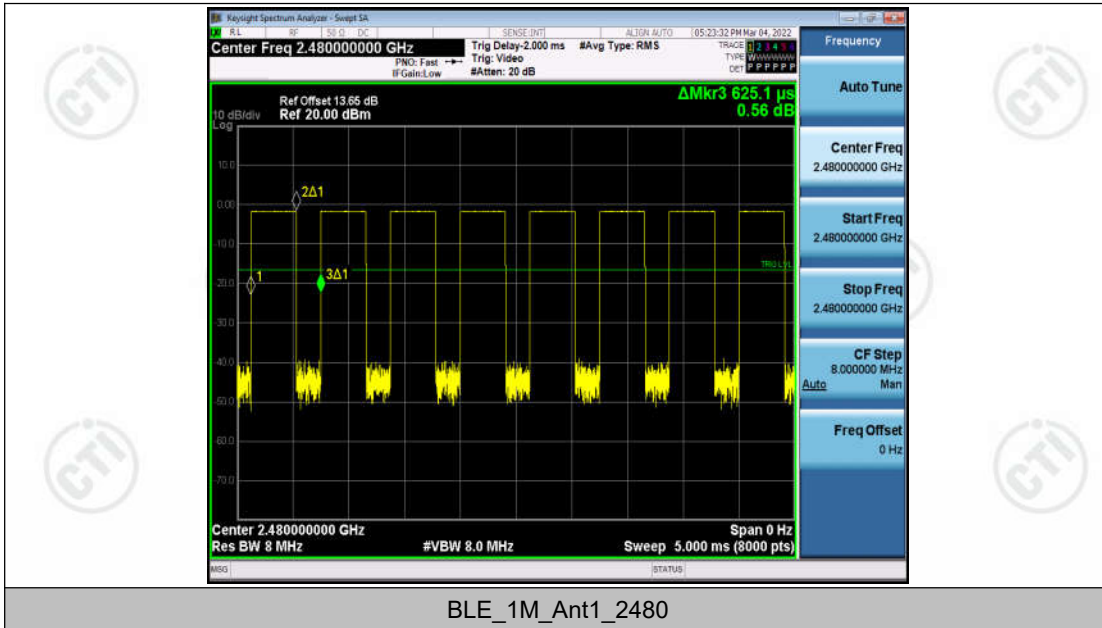 Keysight Spectrum Analyzer - Swept SA
RL RF 50 Ω DC SENSE:INT ALIGN AUTO 05:23:32 PM Mar 04, 2022
Center Freq 2.480000000 GHz
PNO: Fast
IFGain:Low
Trig Delay-2.000 ms
Trig: Video
#Atten: 20 dB
#Avg Type: RMS
TRACE 1 2 3 4 5 6
TYPE WWWWWW
DET P P P P P P
ΔMkr3 625.1 µs
0.56 dB
Ref Offset 13.65 dB
10 dB/div Ref 20.00 dBm
Log
10.0
0.00
-10.0
-20.0
-30.0
-40.0
-50.0
-60.0
-70.0
2Δ1
1
3Δ1
TRIG LVL
Center 2.480000000 GHz
Span 0 Hz
Res BW 8 MHz
#VBW 8.0 MHz
Sweep 5.000 ms (8000 pts)
MSG
STATUS
Frequency
Auto Tune
Center Freq
2.480000000 GHz
Start Freq
2.480000000 GHz
Stop Freq
2.480000000 GHz
CF Step
8.000000 MHz
Auto Man
Freq Offset
0 Hz
CTI
CTI
CTI
CTI
BLE_1M_Ant1_2480